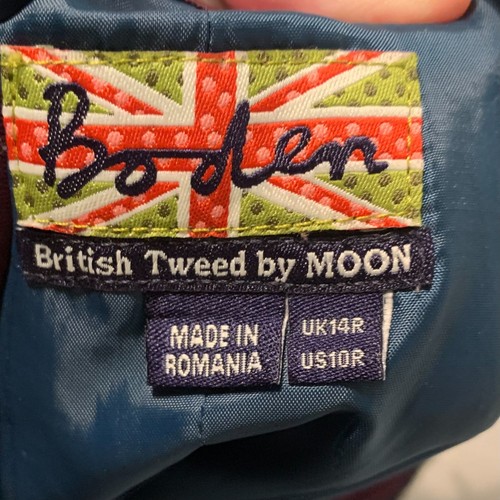 Boden
British Tweed by MOON
MADE IN
ROMANIA
UK14R
US10R